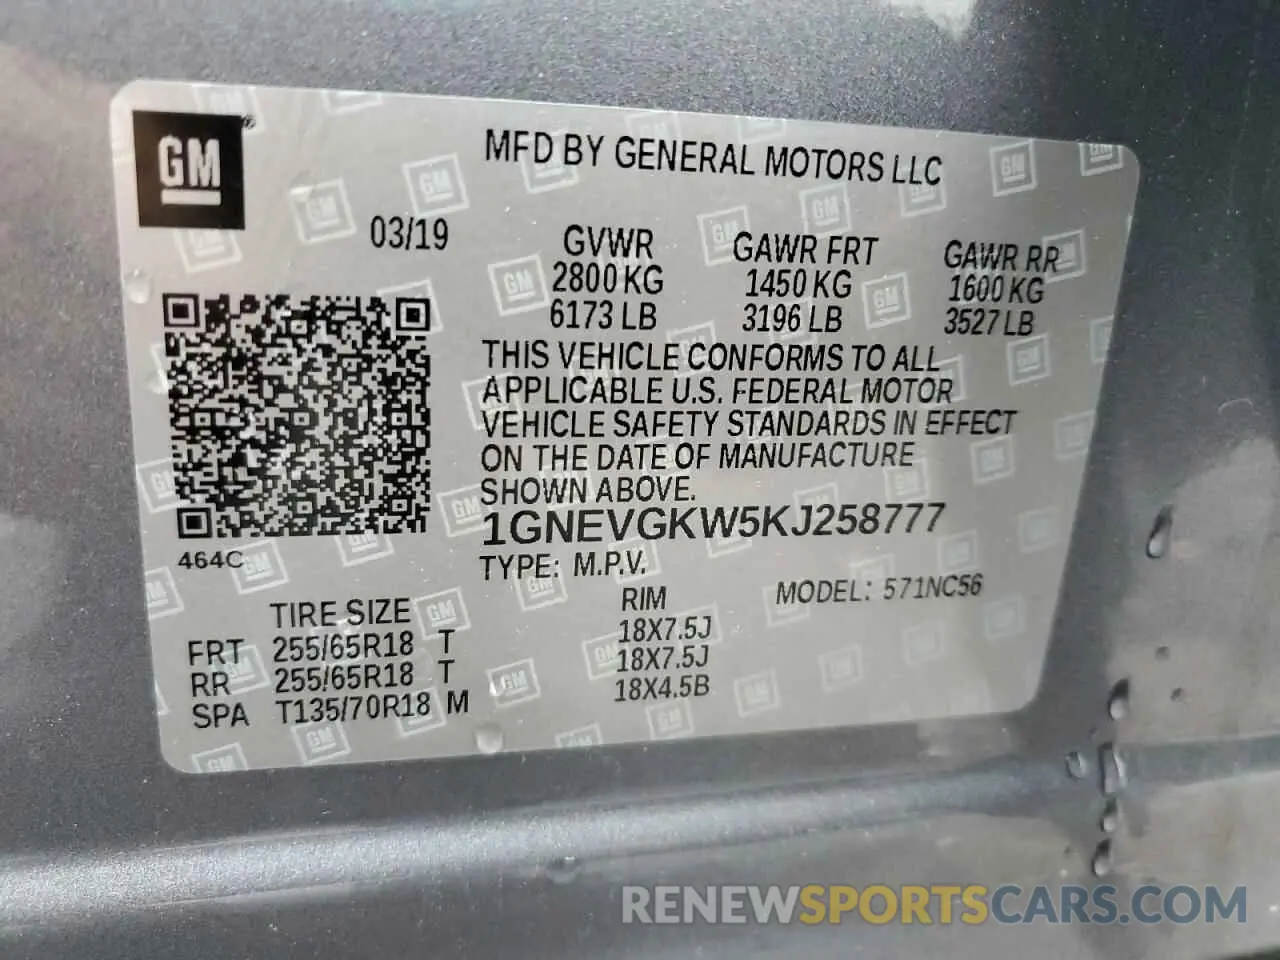 GM ®
MFD BY GENERAL MOTORS LLC
03/19
GVWR GAWR FRT GAWR RR
2800 KG 1450 KG 1600 KG
6173 LB 3196 LB 3527 LB
THIS VEHICLE CONFORMS TO ALL
APPLICABLE U.S. FEDERAL MOTOR
VEHICLE SAFETY STANDARDS IN EFFECT
ON THE DATE OF MANUFACTURE
SHOWN ABOVE.
1GNEVGKW5KJ258777
464C
TYPE: M.P.V. MODEL: 571NC56
TIRE SIZE RIM
FRT 255/65R18 T 18X7.5J
RR 255/65R18 T 18X7.5J
SPA T135/70R18 M 18X4.5B
RENEWSPORTSCARS.COM